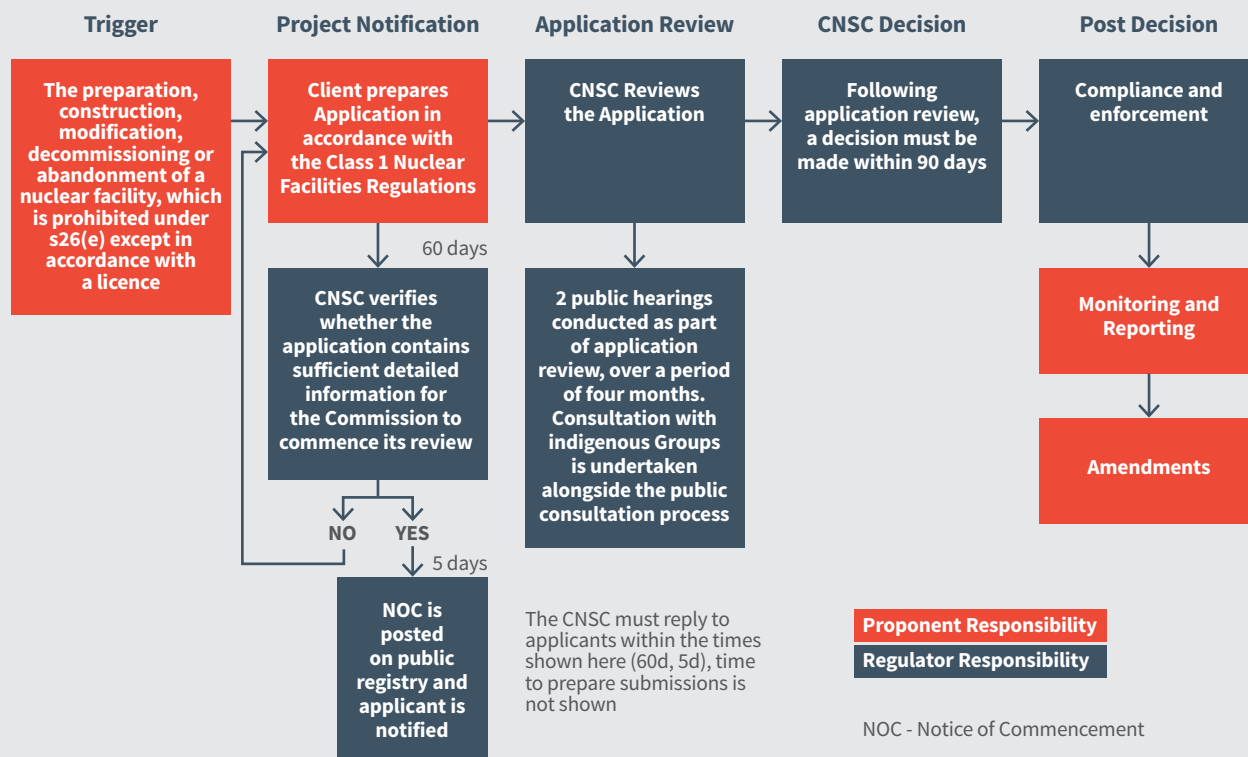 Trigger
Project Notification
Application Review
CNSC Decision
Post Decision
The preparation,
construction,
modification,
decommissioning or
abandonment of a
nuclear facility, which
is prohibited under
s26(e) except in
accordance with
a licence
Client prepares
Application in
accordance with
the Class 1 Nuclear
Facilities Regulations
60 days
CNSC verifies
whether the
application contains
sufficient detailed
information for
the Commission to
commence its review
NO
YES
5 days
NOC is
posted
on public
registry and
applicant is
notified
CNSC Reviews
the Application
2 public hearings
conducted as part
of application
review, over a period
of four months.
Consultation with
indigenous Groups
is undertaken
alongside the public
consultation process
The CNSC must reply to
applicants within the times
shown here (60d, 5d), time
to prepare submissions is
not shown
Following
application review,
a decision must be
made within 90 days
Compliance and
enforcement
Monitoring and
Reporting
Amendments
Proponent Responsibility
Regulator Responsibility
NOC - Notice of Commencement